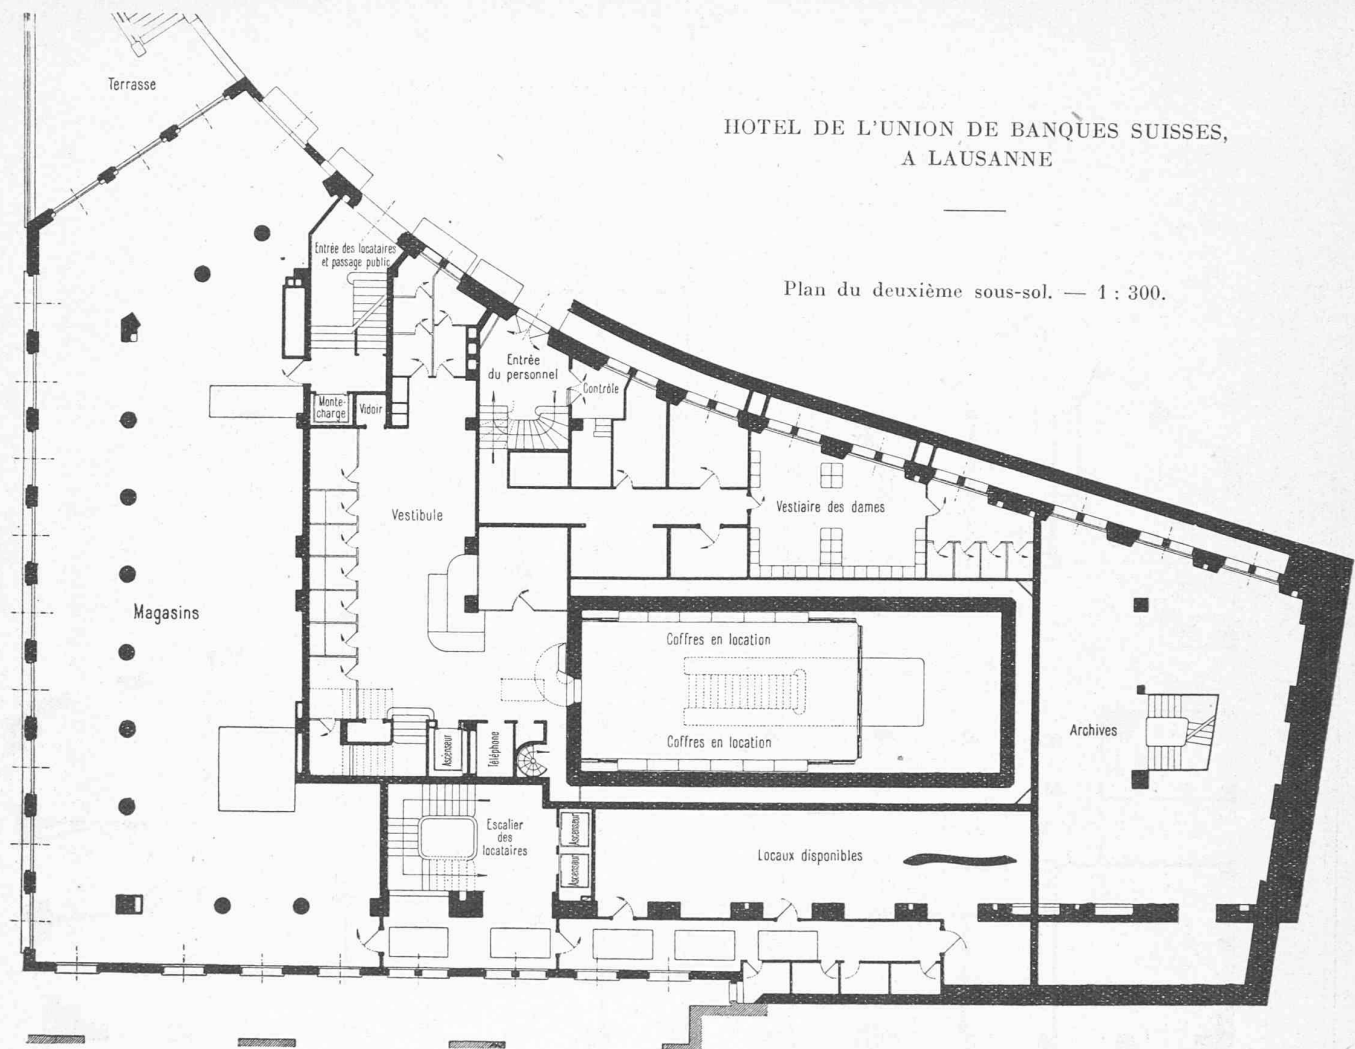 Terrasse
HOTEL DE L'UNION DE BANQUES SUISSES,
A LAUSANNE
Plan du deuxième sous-sol. — 1 : 300.
Entrée des locataires
et passage public
Entrée
du personnel
Contrôle
Monte-
charge
Vidoir
Vestibule
Vestiaire des dames
Magasins
Coffres en location
Coffres en location
Archives
Ascenseur
Téléphone
Escalier
des
locataires
Ascenseur
Ascenseur
Locaux disponibles